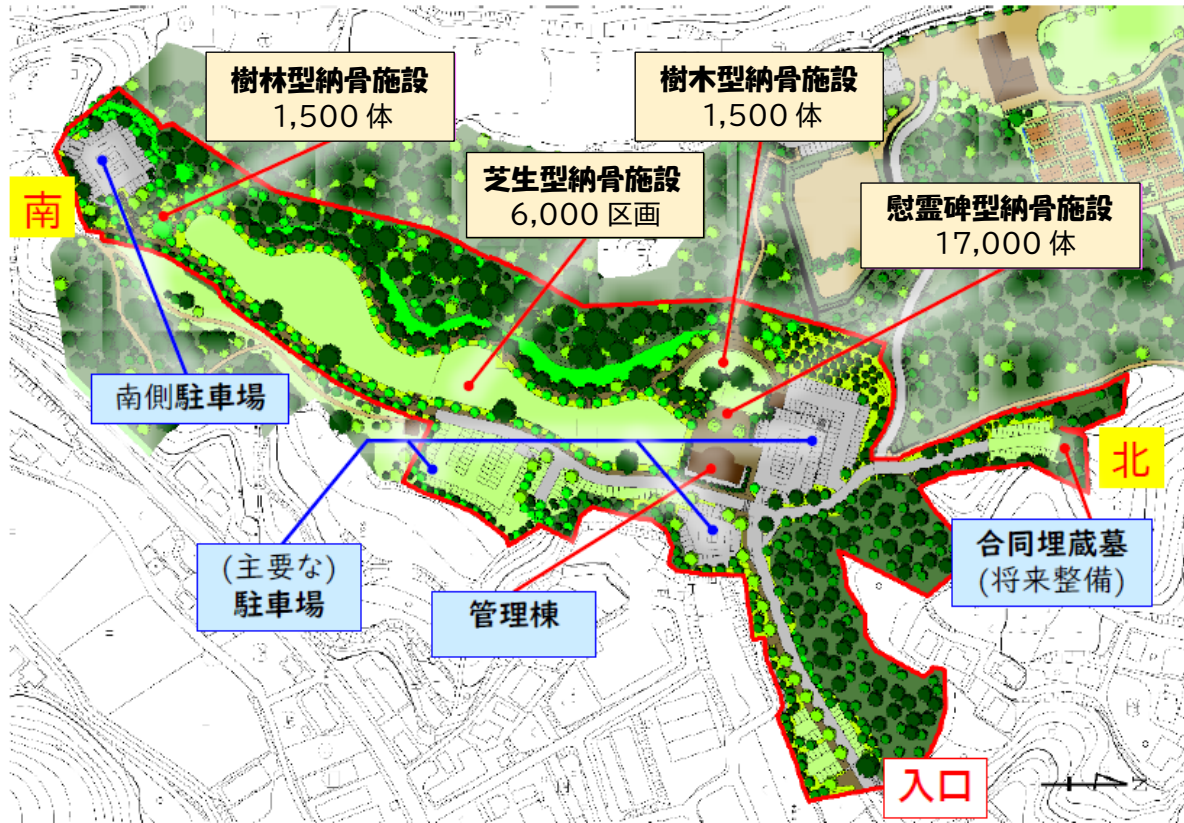 樹林型納骨施設
1,500 体
樹木型納骨施設
1,500 体
芝生型納骨施設
6,000 区画
慰霊碑型納骨施設
17,000 体
南
南側駐車場
北
(主要な)
駐車場
管理棟
合同埋蔵墓
(将来整備)
入口